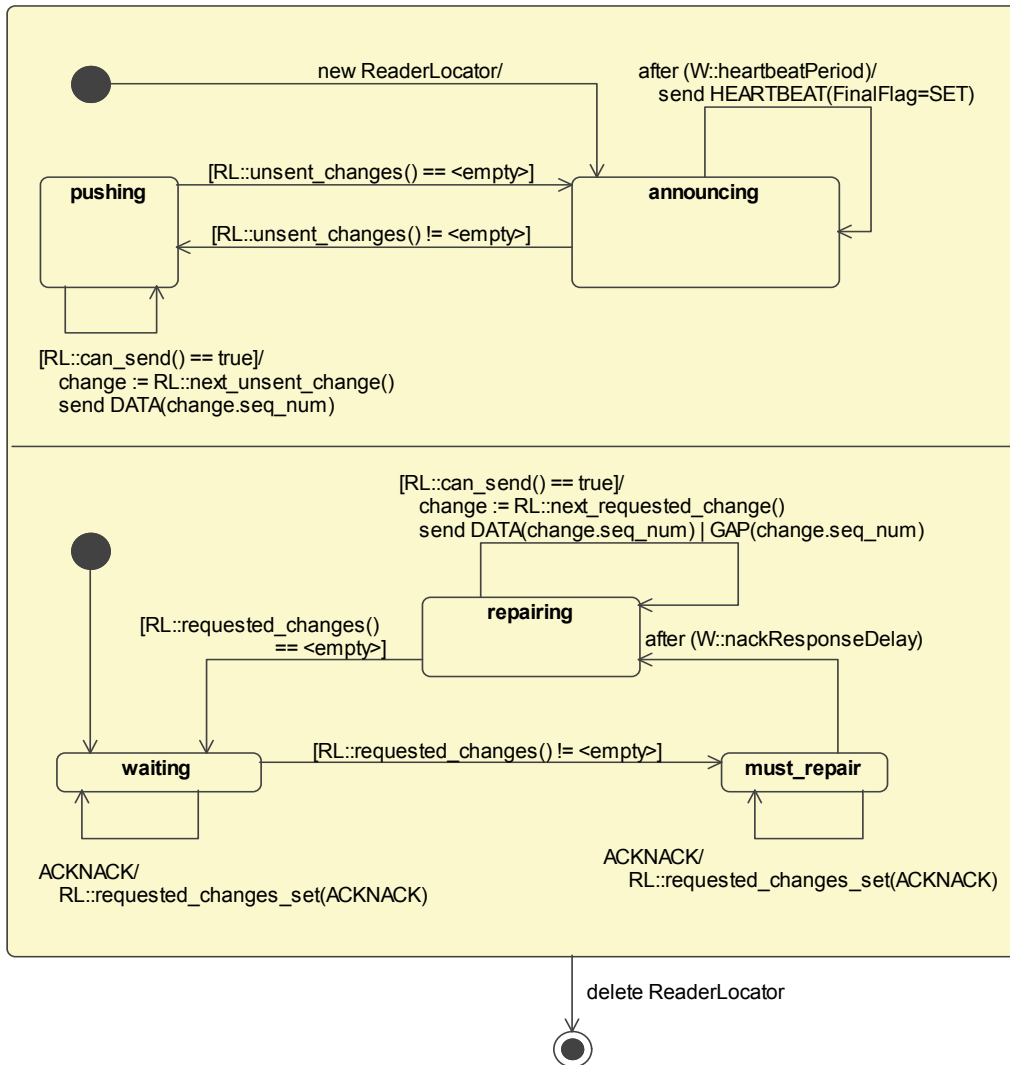 new ReaderLocator/
after (W::heartbeatPeriod)/
send HEARTBEAT(FinalFlag=SET)
[RL::unsent_changes() == <empty>]
pushing
announcing
[RL::unsent_changes() != <empty>]
[RL::can_send() == true]/
change := RL::next_unsent_change()
send DATA(change.seq_num)
[RL::can_send() == true]/
change := RL::next_requested_change()
send DATA(change.seq_num) | GAP(change.seq_num)
repairing
[RL::requested_changes()
== <empty>]
after (W::nackResponseDelay)
[RL::requested_changes() != <empty>]
waiting
must_repair
ACKNACK/
RL::requested_changes_set(ACKNACK)
ACKNACK/
RL::requested_changes_set(ACKNACK)
delete ReaderLocator